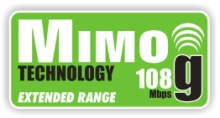 MIMO g
TECHNOLOGY 108
Mbps
EXTENDED RANGE